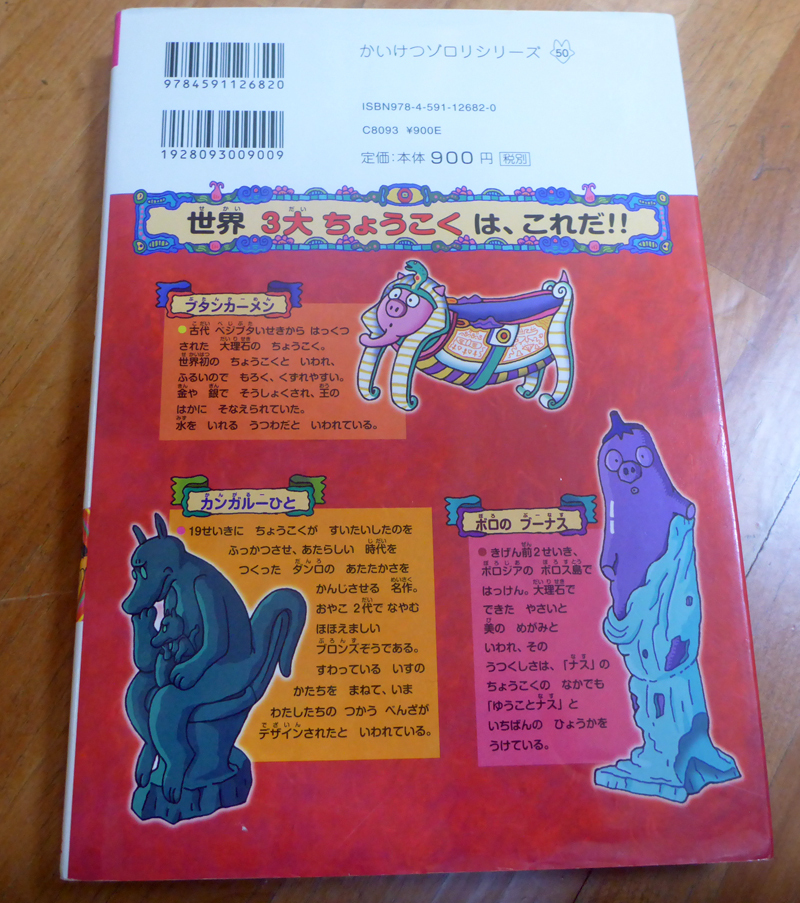 かいけつゾロリシリーズ 50
9784591126820
ISBN978-4-591-12682-0
C8093 ¥900E
1928093009009
定価:本体900円 税別
世界 3大 ちょうこく は、これだ!!
ブタンカーメン
古代 ペジプタいせきから はっくつ
された 大理石の ちょうこく。
世界初の ちょうこくと いわれ、
ふるいので もろく、くずれやすい。
金や 銀で そうしょくされ、王の
はかに そなえられていた。
水を いれる うつわだと いわれている。
カンガルーひと
19せいきに ちょうこくが すいたいしたのを
ふっかつさせ、あたらしい 時代を
つくった ダンロの あたたかさを
かんじさせる 名作。
おやこ 2代で なやむ
ほほえましい
ブロンズぞうである。
すわっている いすの
かたちを まねて、いま
わたしたちの つかう べんざが
デザインされたと いわれている。
ボロの ブーナス
きげん前2せいき、
ボロシアの ボロス島で
はっけん。大理石で
できた やさいと
美の めがみと
いわれ、その
うつくしさは、「ナス」の
ちょうこくの なかでも
「ゆうことナス」と
いちばんの ひょうかを
うけている。